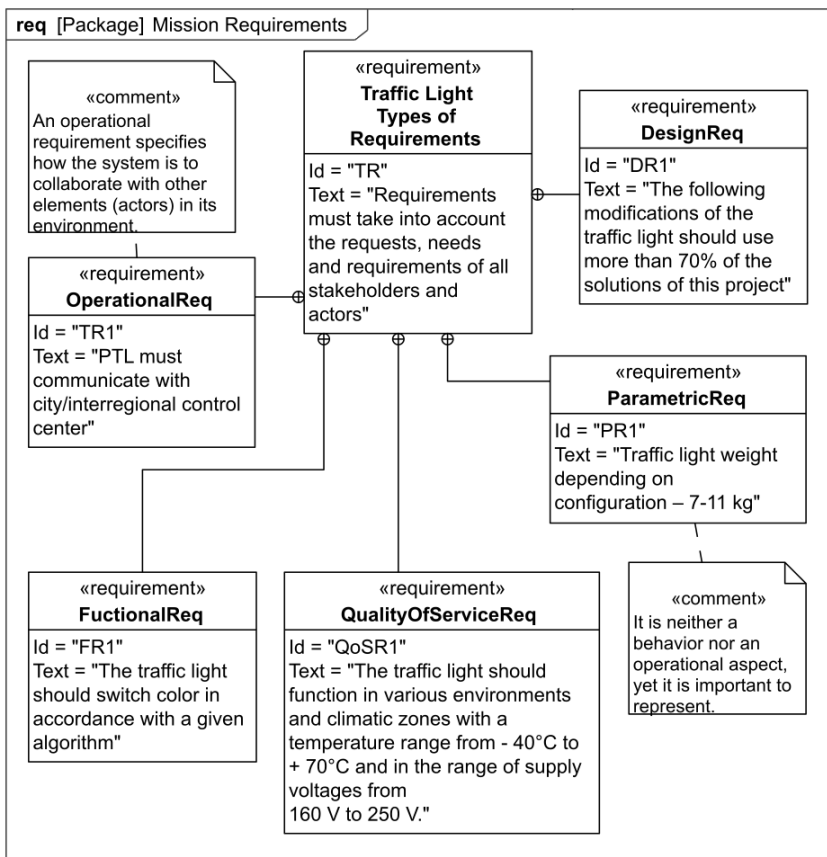 req [Package] Mission Requirements
«comment»
An operational
requirement specifies
how the system is to
collaborate with other
elements (actors) in its
environment.
«requirement»
Traffic Light
Types of
Requirements
Id = "TR"
Text = "Requirements
must take into account
the requests, needs
and requirements of all
stakeholders and
actors"
«requirement»
DesignReq
Id = "DR1"
Text = "The following
modifications of the
traffic light should use
more than 70% of the
solutions of this project"
«requirement»
OperationalReq
Id = "TR1"
Text = "PTL must
communicate with
city/interregional control
center"
«requirement»
ParametricReq
Id = "PR1"
Text = "Traffic light weight
depending on
configuration – 7-11 kg"
«requirement»
FuctionalReq
Id = "FR1"
Text = "The traffic light
should switch color in
accordance with a given
algorithm"
«requirement»
QualityOfServiceReq
Id = "QoSR1"
Text = "The traffic light should
function in various environments
and climatic zones with a
temperature range from - 40°C to
+ 70°C and in the range of supply
voltages from
160 V to 250 V."
«comment»
It is neither a
behavior nor an
operational aspect,
yet it is important to
represent.